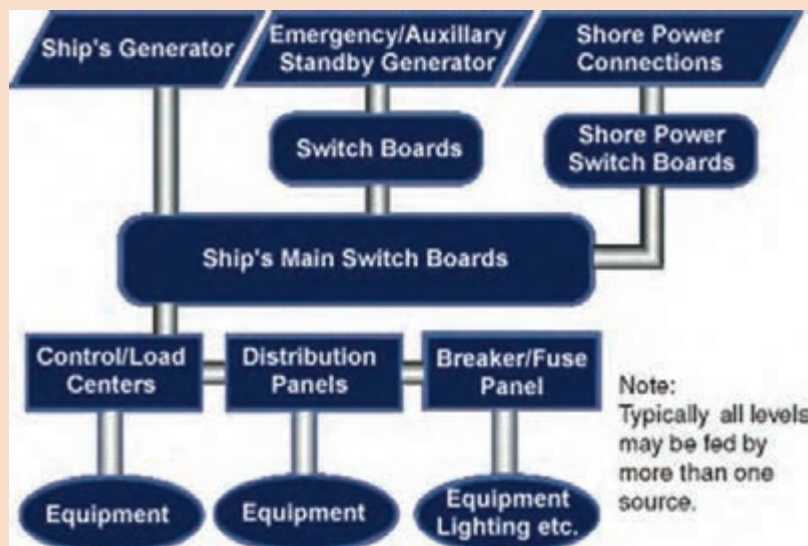 Ship's Generator
Emergency/Auxillary
Standby Generator
Shore Power
Connections
Switch Boards
Shore Power
Switch Boards
Ship's Main Switch Boards
Control/Load
Centers
Distribution
Panels
Breaker/Fuse
Panel
Note:
Typically all levels
may be fed by
more than one
source.
Equipment
Equipment
Equipment
Lighting etc.